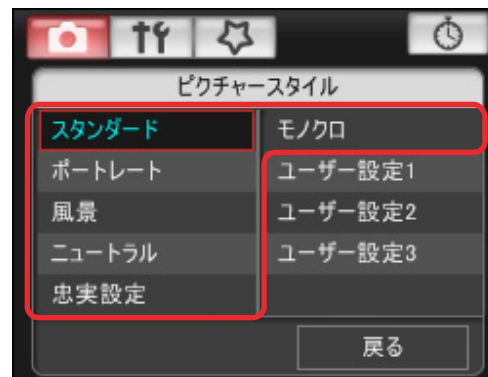 ピクチャースタイル
スタンダード
ポートレート
風景
ニュートラル
忠実設定
モノクロ
ユーザー設定1
ユーザー設定2
ユーザー設定3
戻る